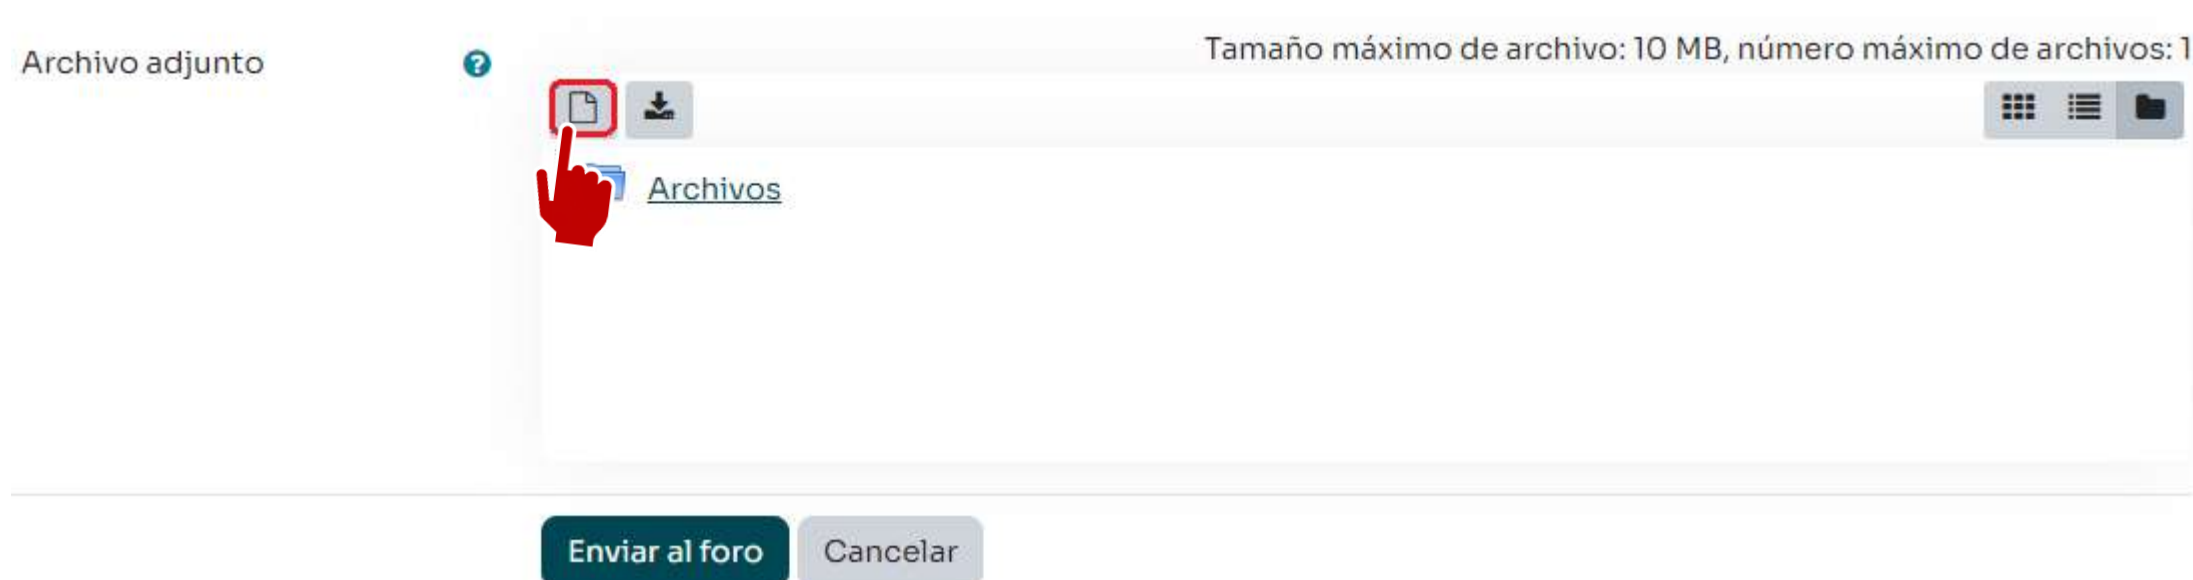 Tamaño máximo de archivo: 10 MB, número máximo de archivos: 1
Archivo adjunto
Archivos
Enviar al foro
Cancelar